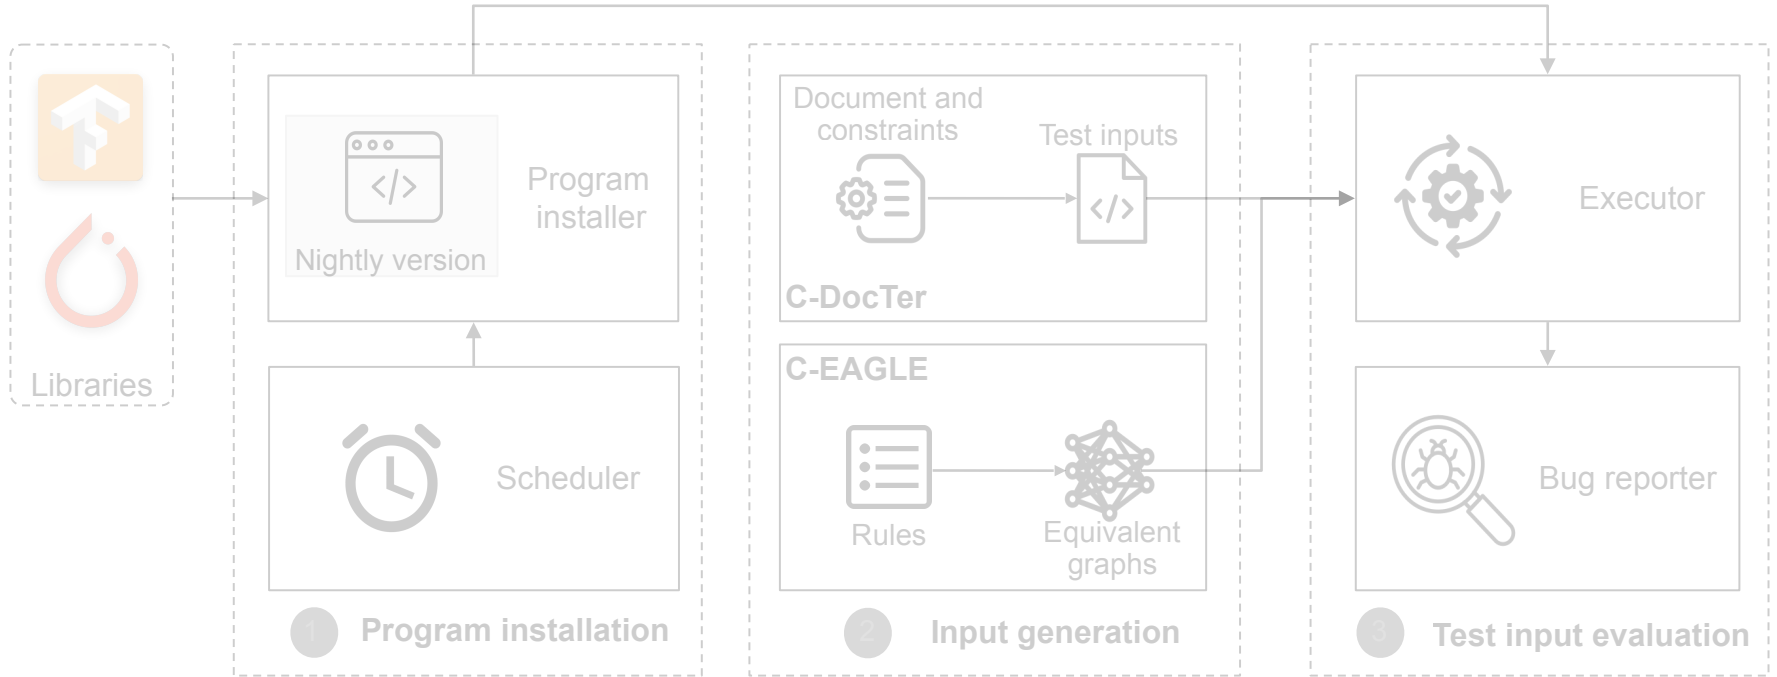 Libraries
Program
installer
Nightly version
Scheduler
1 Program installation
Document and
constraints
Test inputs
</>
C-DocTer
C-EAGLE
Rules
Equivalent
graphs
2 Input generation
Executor
Bug reporter
3 Test input evaluation